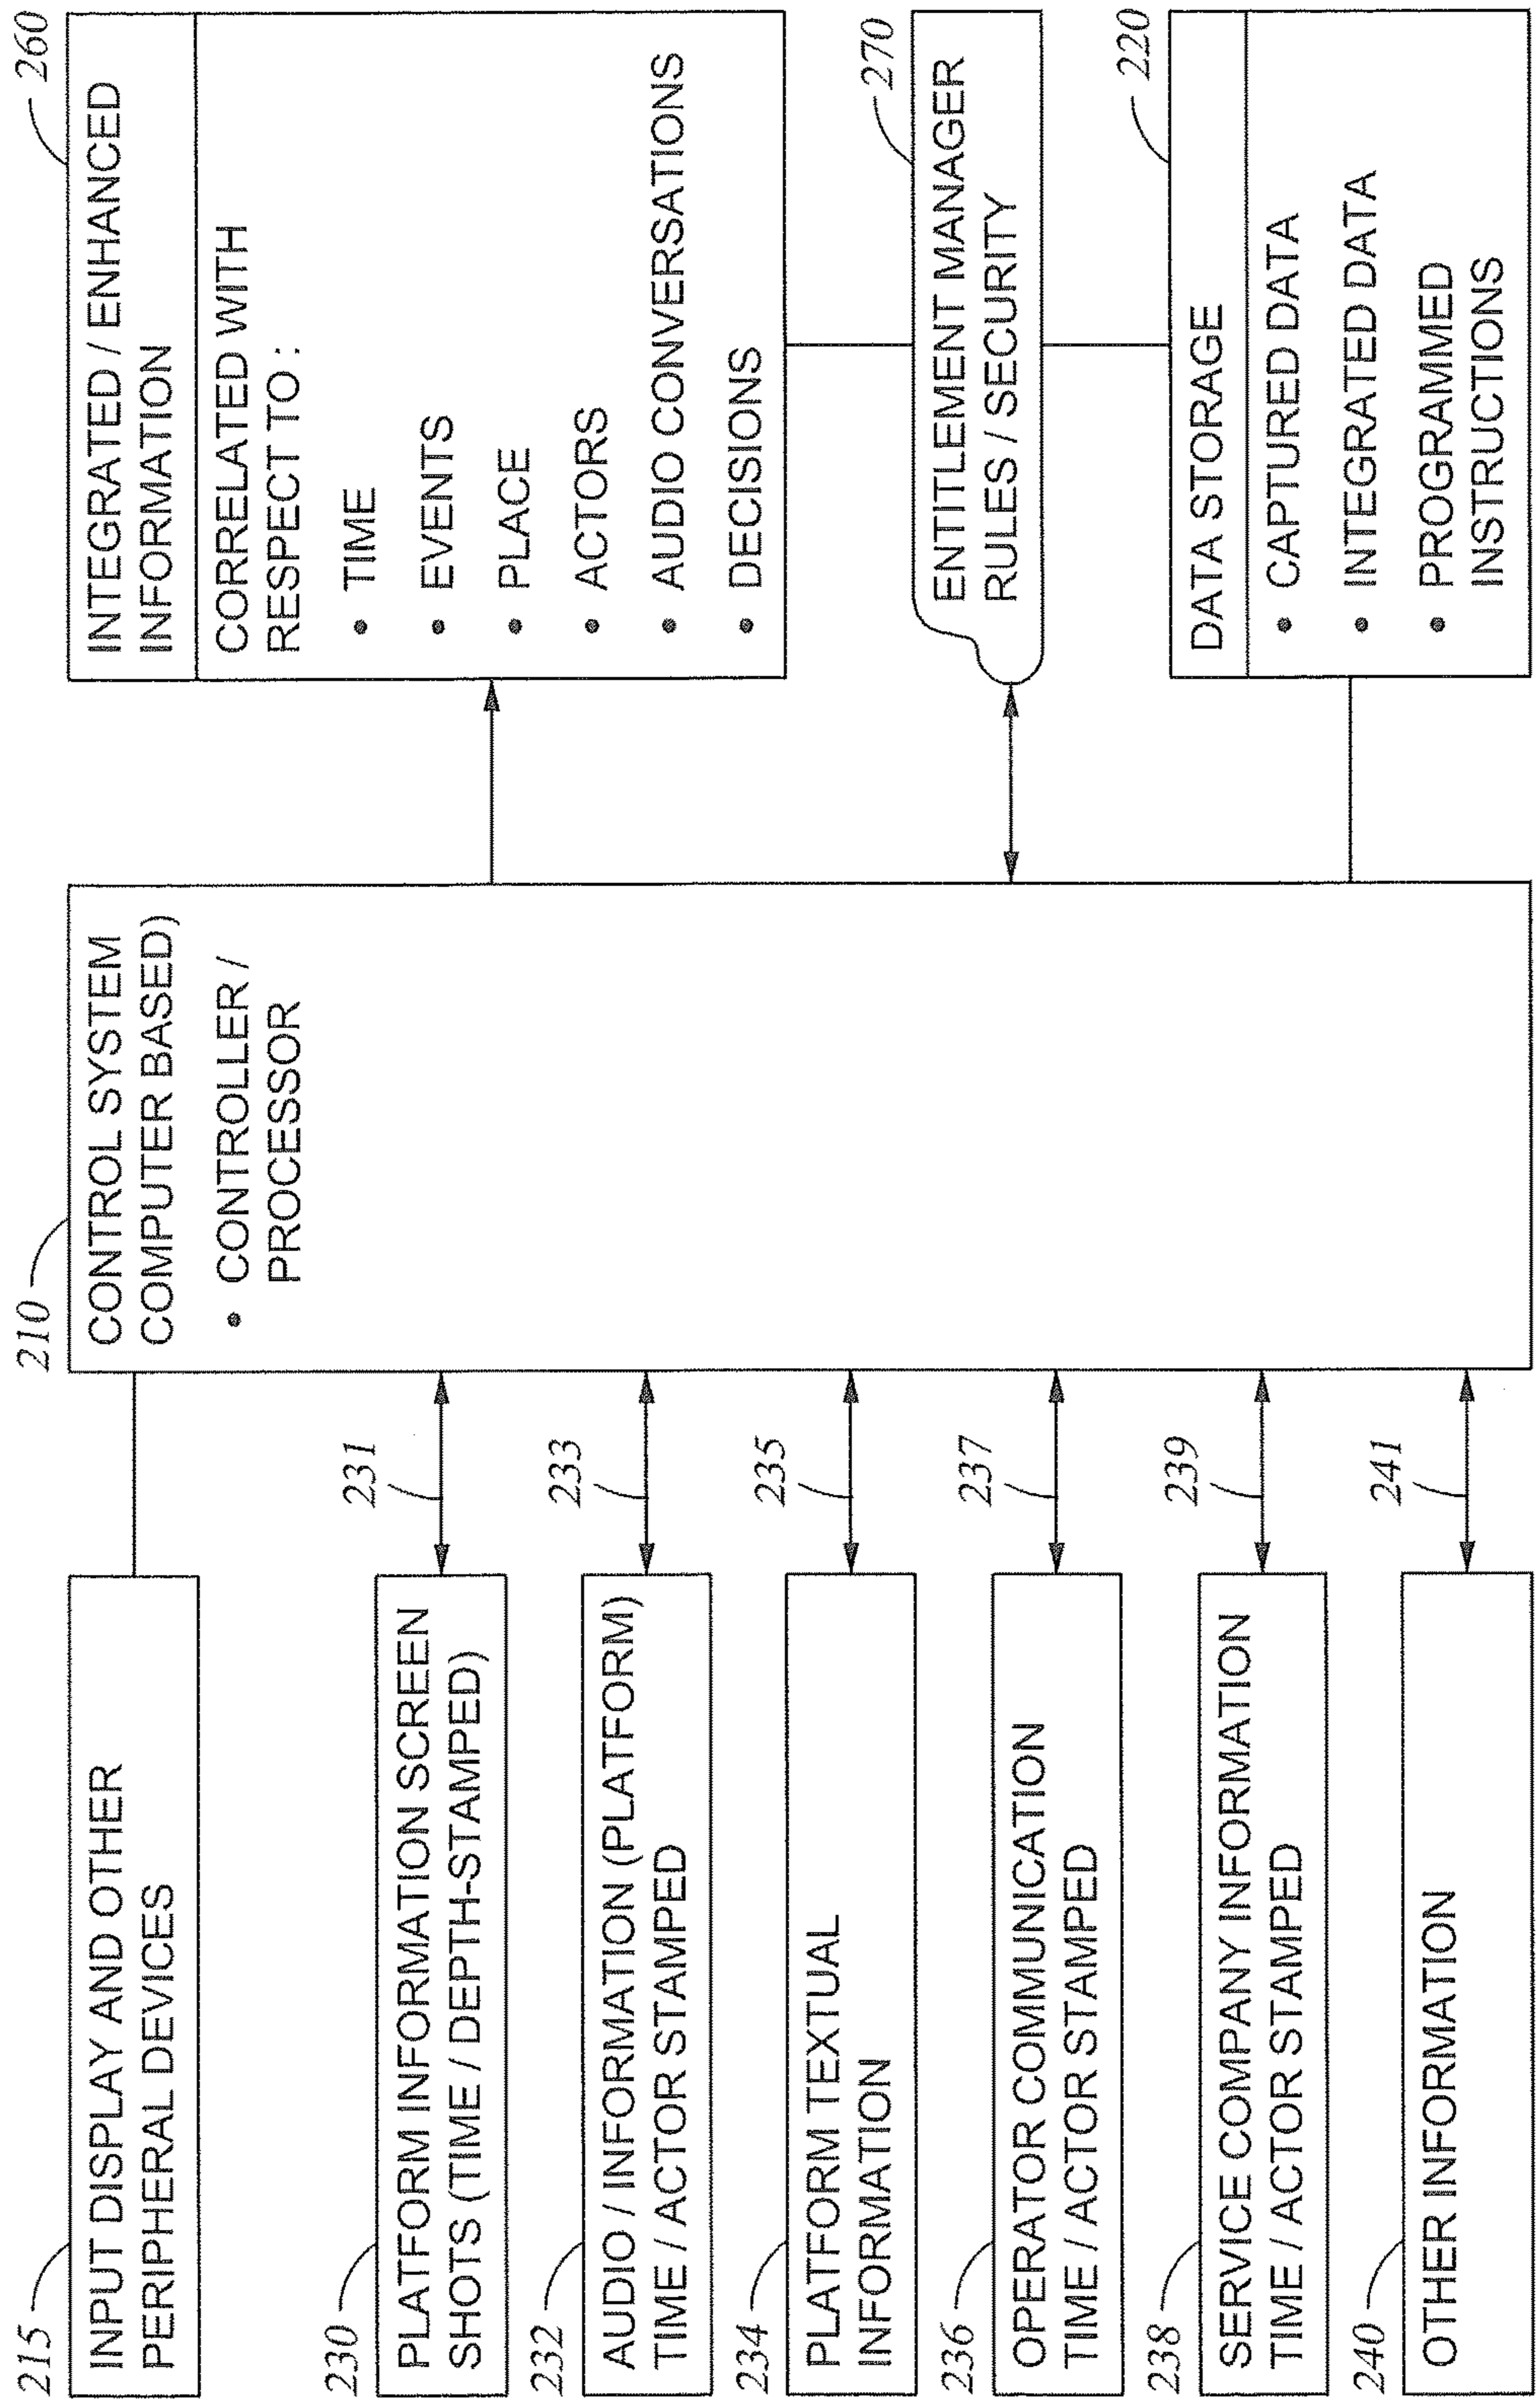 215
INPUT DISPLAY AND OTHER
PERIPHERAL DEVICES
230
PLATFORM INFORMATION SCREEN
SHOTS (TIME / DEPTH-STAMPED)
231
232
AUDIO / INFORMATION (PLATFORM)
TIME / ACTOR STAMPED
233
234
PLATFORM TEXTUAL
INFORMATION
235
236
OPERATOR COMMUNICATION
TIME / ACTOR STAMPED
237
238
SERVICE COMPANY INFORMATION
TIME / ACTOR STAMPED
239
240
OTHER INFORMATION
241
210
CONTROL SYSTEM
COMPUTER BASED)
• CONTROLLER /
PROCESSOR
260
INTEGRATED / ENHANCED
INFORMATION
CORRELATED WITH
RESPECT TO :
• TIME
• EVENTS
• PLACE
• ACTORS
• AUDIO CONVERSATIONS
• DECISIONS
270
ENTITLEMENT MANAGER
RULES / SECURITY
220
DATA STORAGE
• CAPTURED DATA
• INTEGRATED DATA
• PROGRAMMED
INSTRUCTIONS